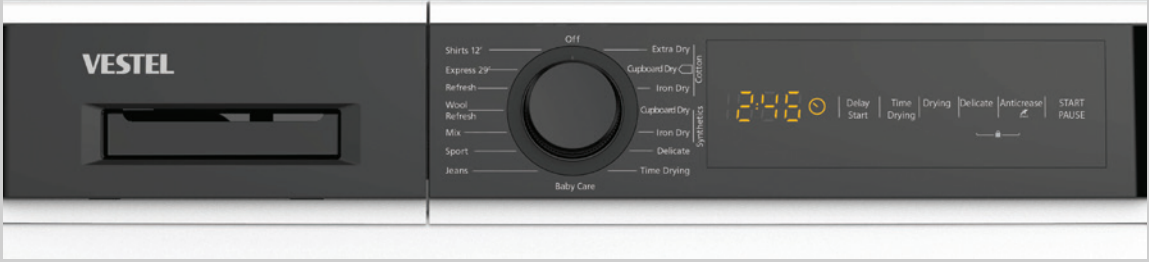 VESTEL
Off
Shirts 12'
Express 29'
Refresh
Wool
Refresh
Mix
Sport
Jeans
Baby Care
Extra Dry
Cupboard Dry
Iron Dry
Cotton
Cupboard Dry
Iron Dry
Synthetics
Delicate
Time Drying
2:46
Delay
Start
Time
Drying
Drying
Delicate
Anticrease
START
PAUSE